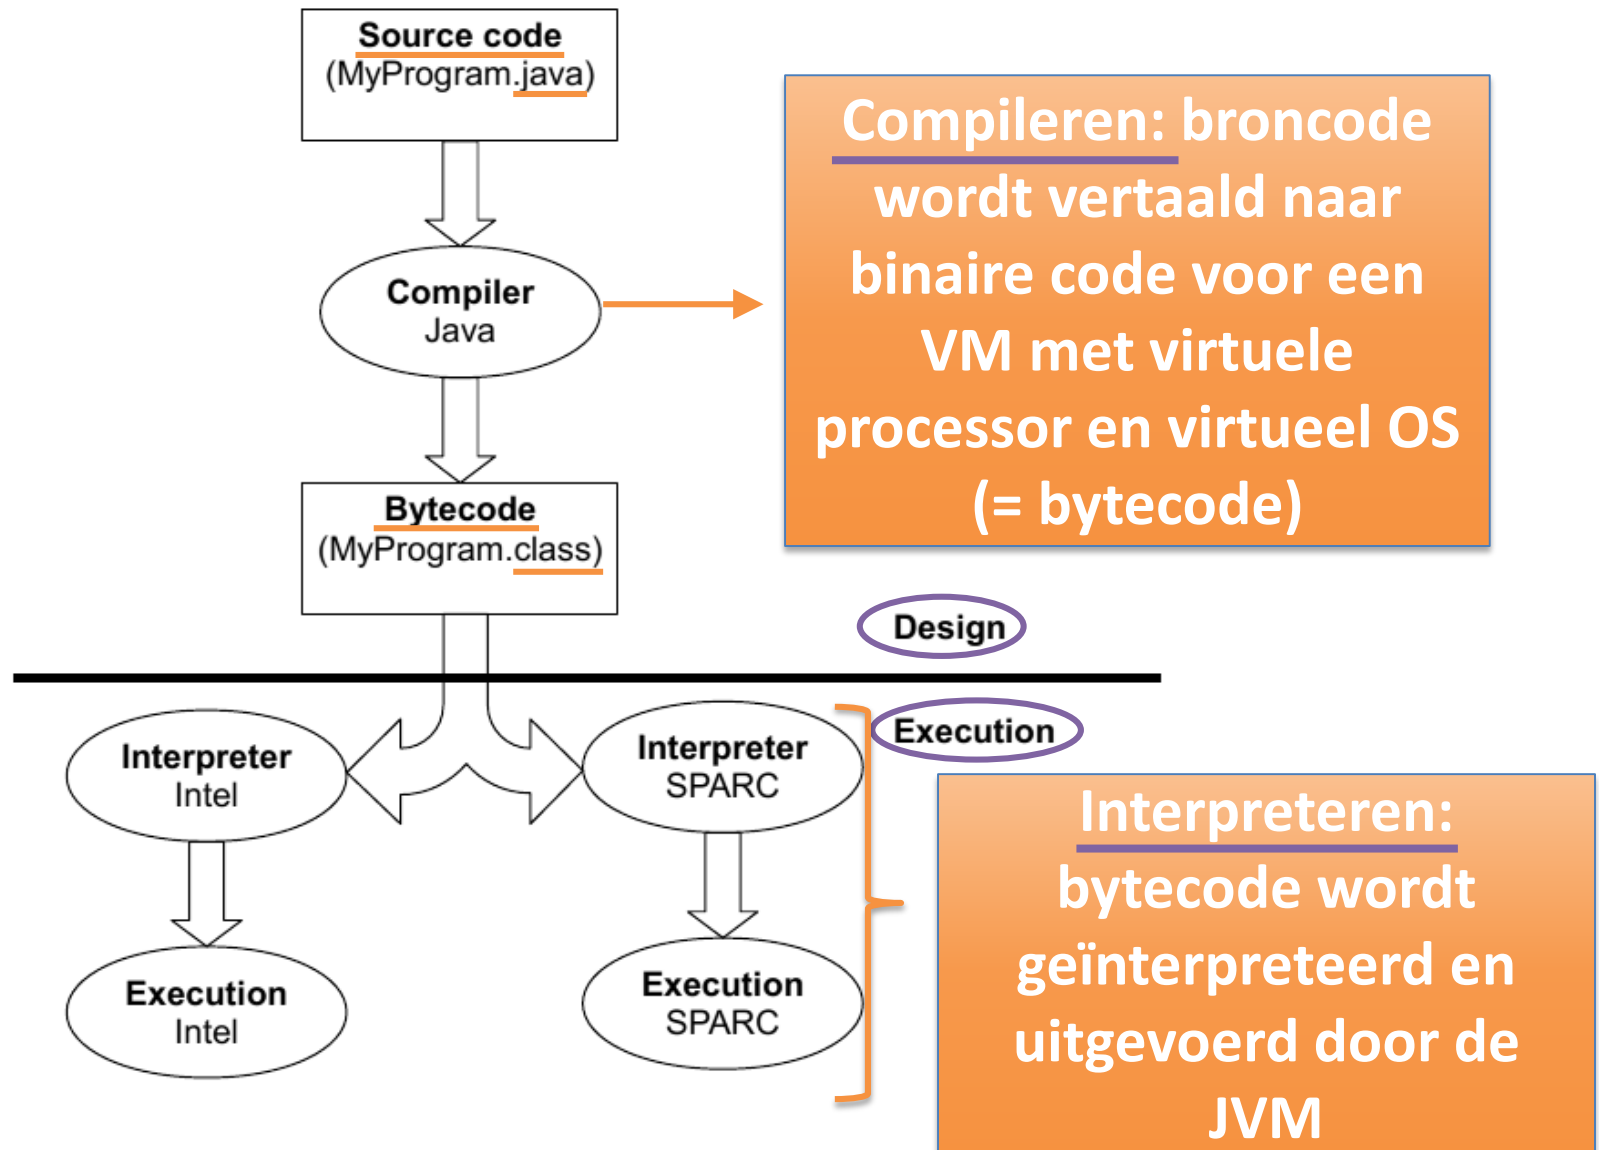 Source code
(MyProgram.java)
Compiler
Java
Bytecode
(MyProgram.class)
Compileren: broncode
wordt vertaald naar
binaire code voor een
VM met virtuele
processor en virtueel OS
(= bytecode)
Design
Execution
Interpreter
Intel
Interpreter
SPARC
Execution
Intel
Execution
SPARC
Interpreteren:
bytecode wordt
geïnterpreteerd en
uitgevoerd door de
JVM